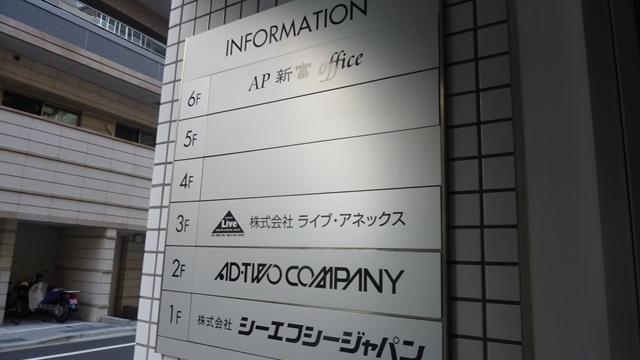 INFORMATION
6F AP 新富 office
5F
4F
3F Live 株式会社 ライブ・アネックス
2F AD・TWO COMPANY
1F 株式会社 シーエフシージャパン